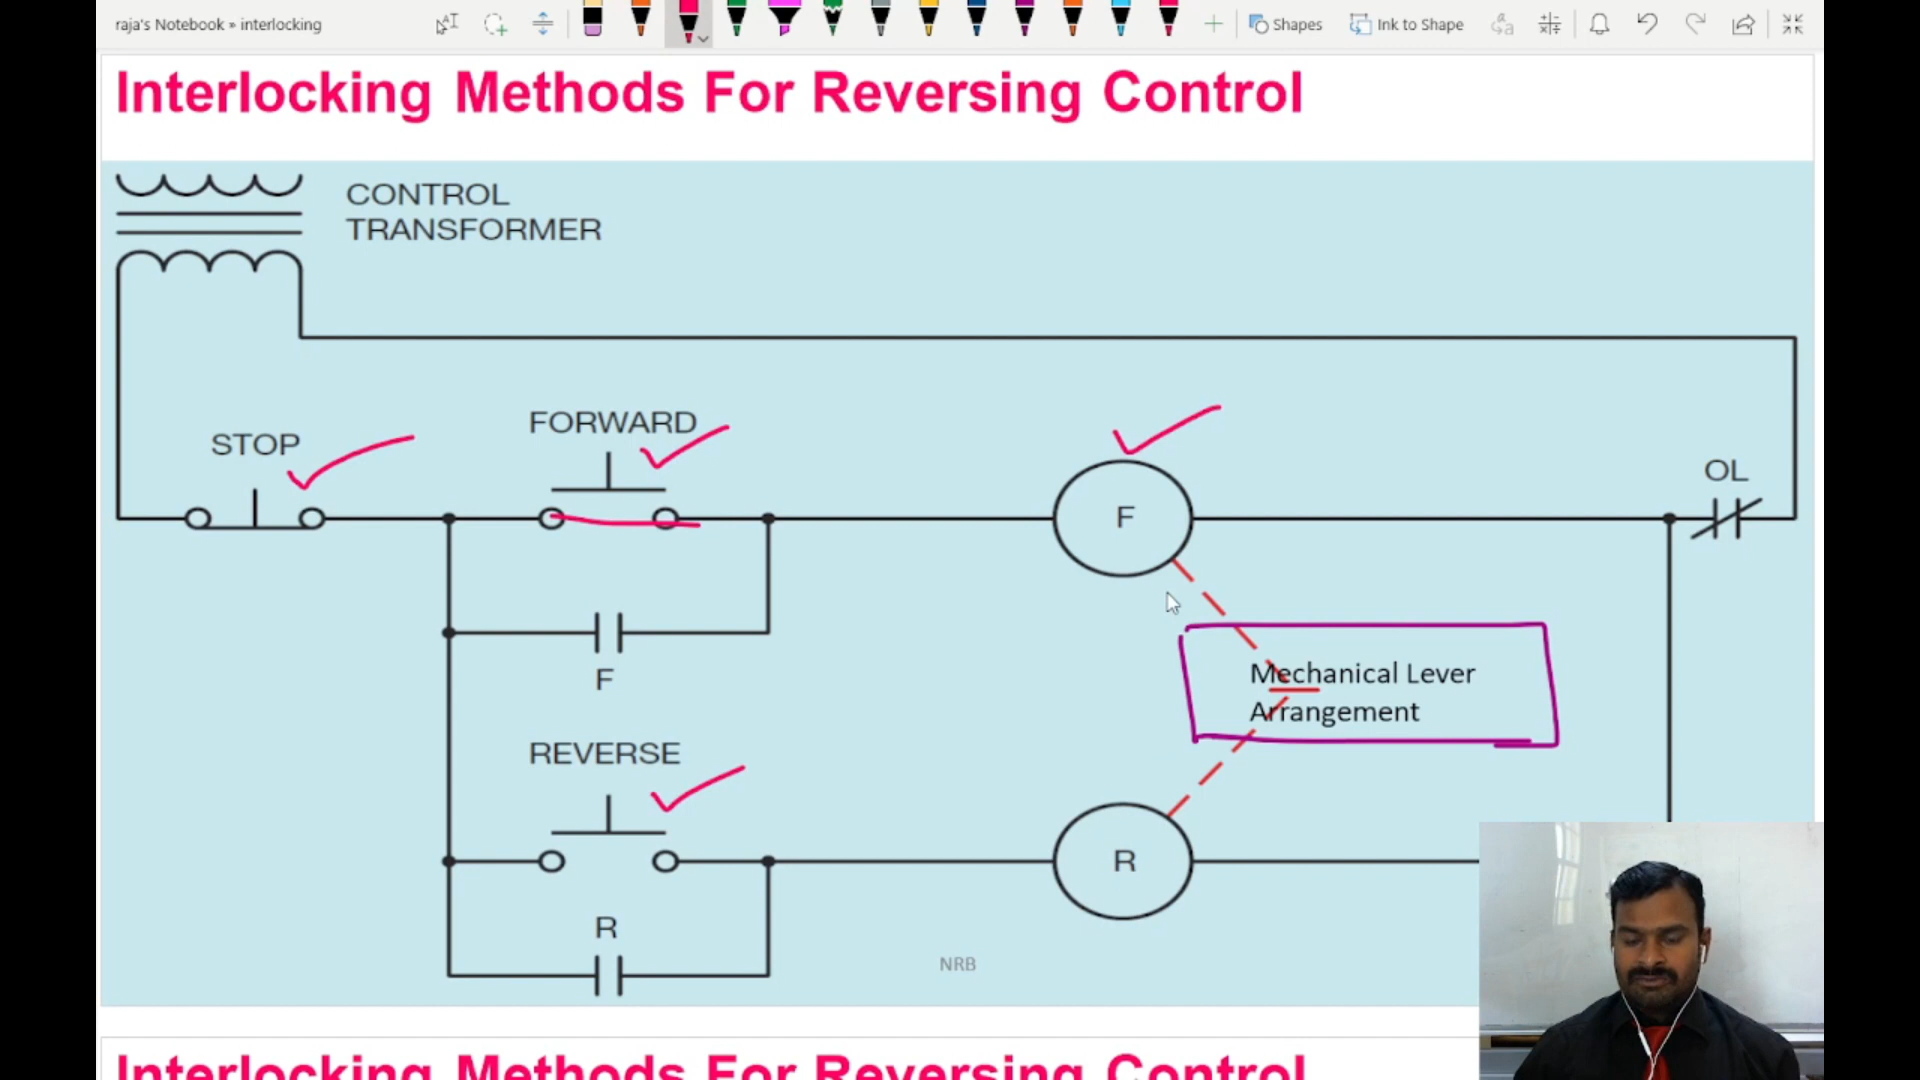 raja's Notebook » interlocking
Shapes
Ink to Shape
Interlocking Methods For Reversing Control
CONTROL
TRANSFORMER
FORWARD
STOP
OL
F
F
Mechanical Lever
Arrangement
REVERSE
R
R
NRB
Interlocking Methods For Reversing Control